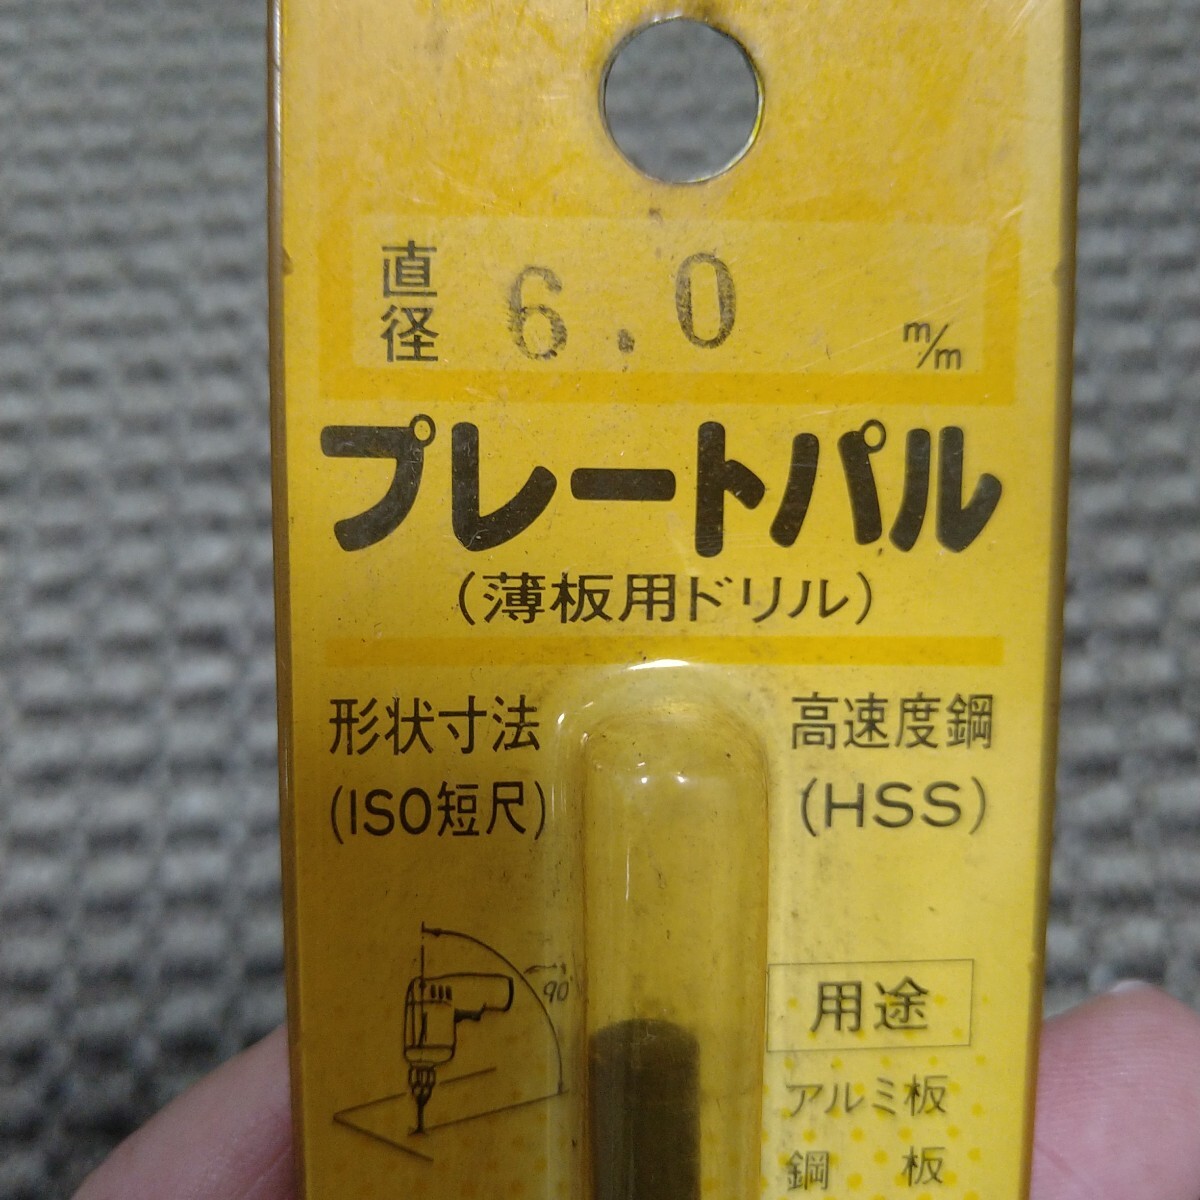 直径 6.0 m/m
プレートパル
（薄板用ドリル）
形状寸法
(ISO短尺)
高速度鋼
(HSS)
90°
用途
アルミ板
鋼 板